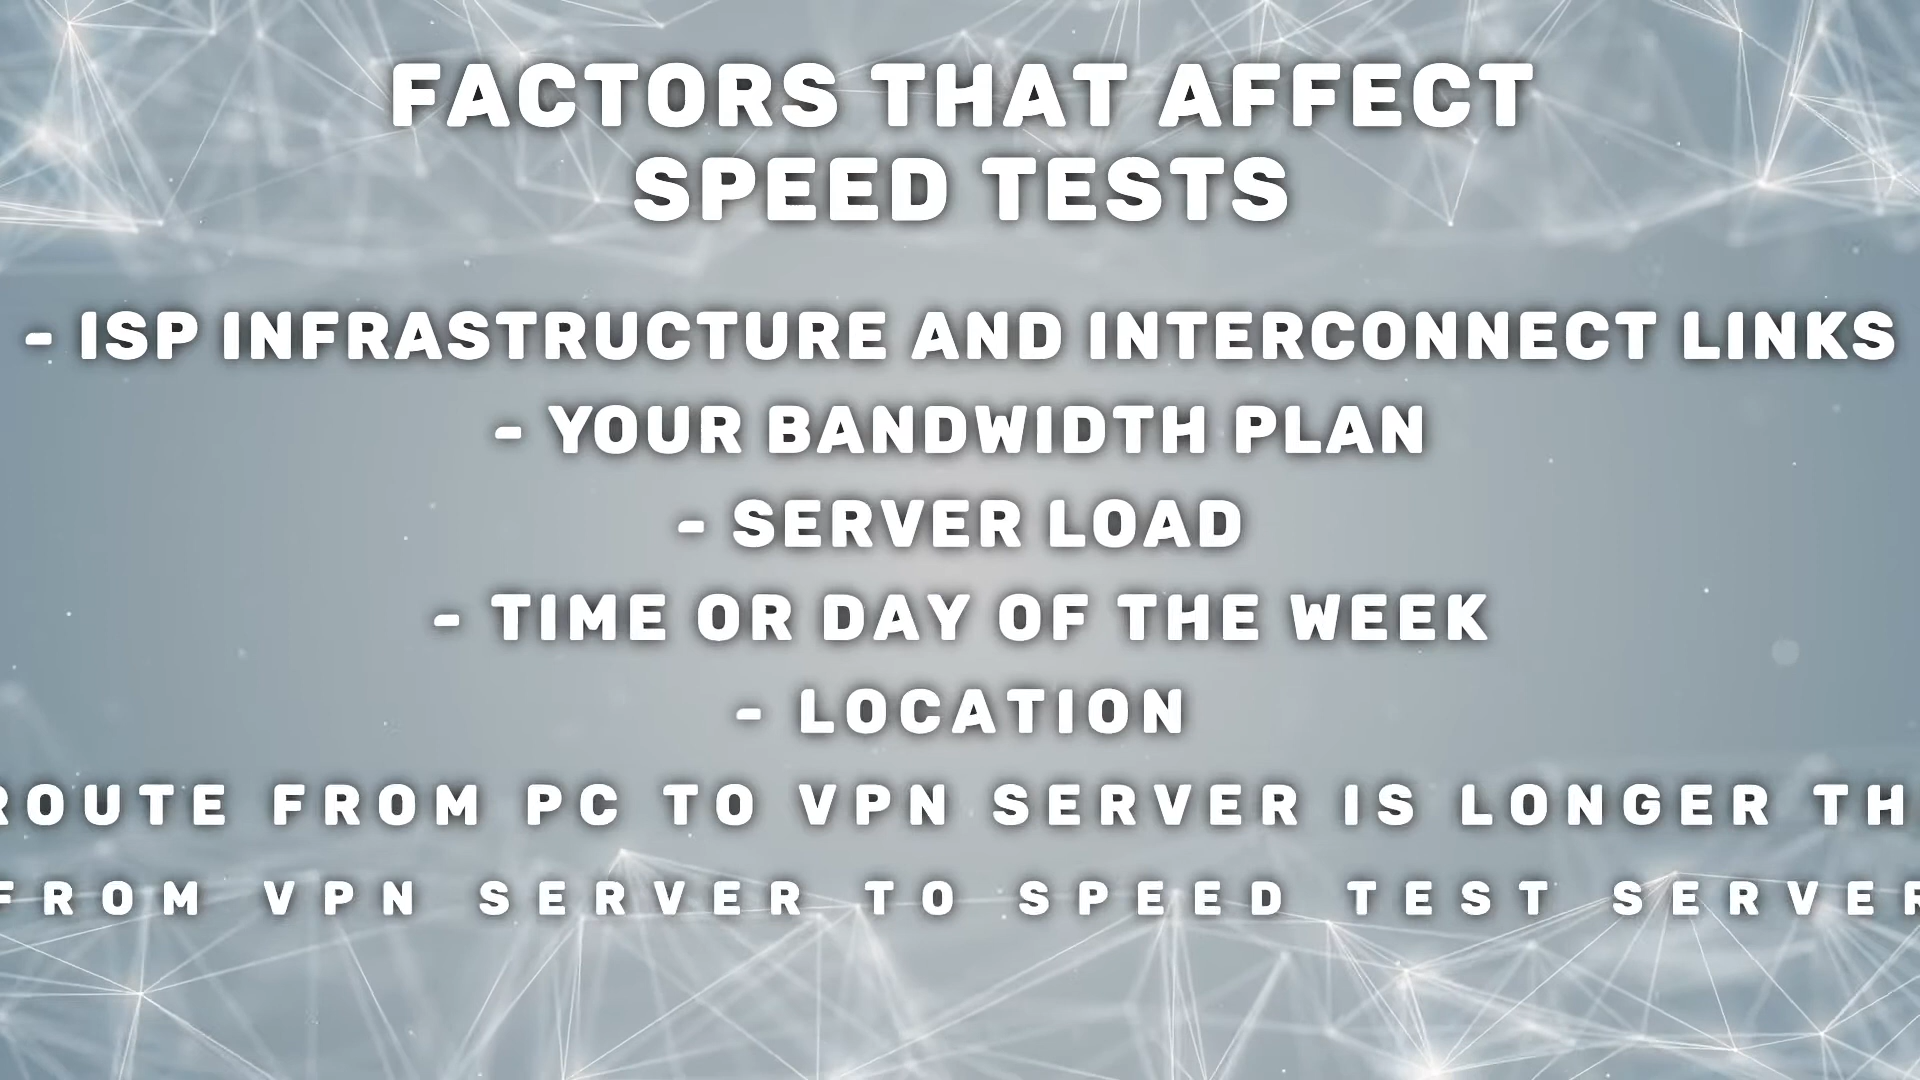 FACTORS THAT AFFECT
SPEED TESTS
- ISP INFRASTRUCTURE AND INTERCONNECT LINKS
- YOUR BANDWIDTH PLAN
- SERVER LOAD
- TIME OR DAY OF THE WEEK
- LOCATION
ROUTE FROM PC TO VPN SERVER IS LONGER TH
FROM VPN SERVER TO SPEED TEST SERVER